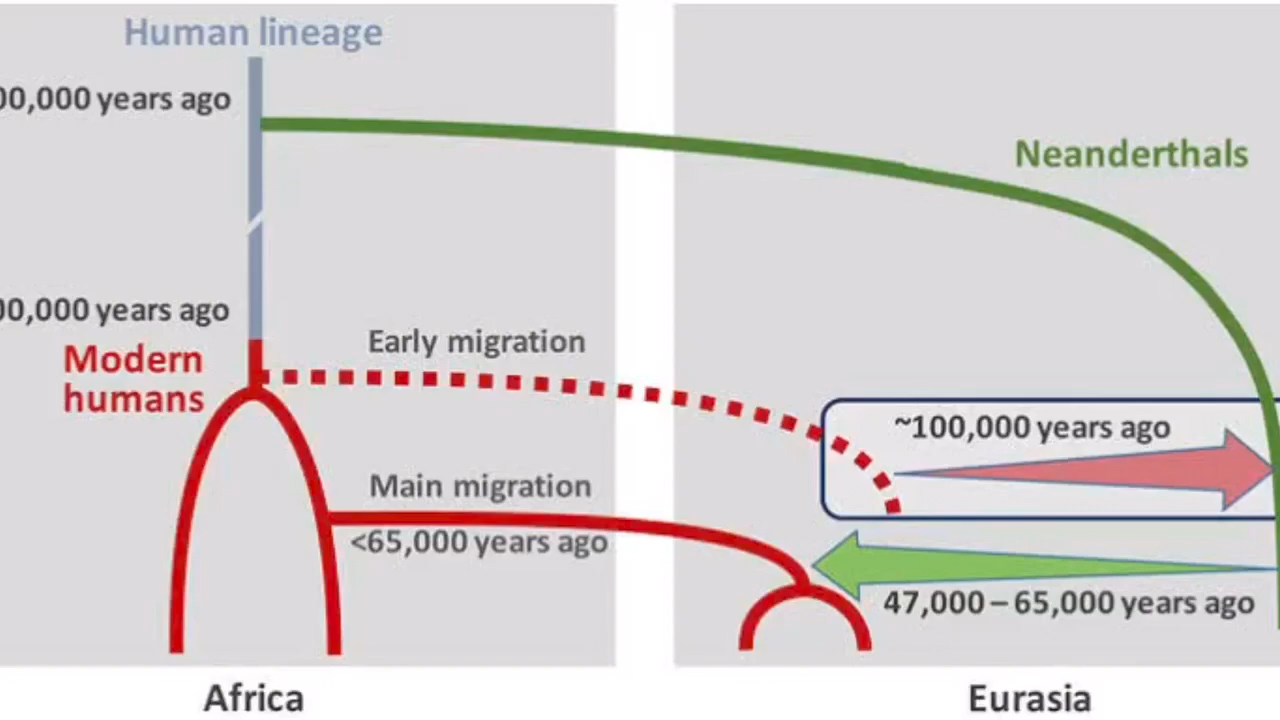 Human lineage
00,000 years ago
Neanderthals
00,000 years ago
Modern
humans
Early migration
~100,000 years ago
Main migration
<65,000 years ago
47,000 – 65,000 years ago
Africa
Eurasia